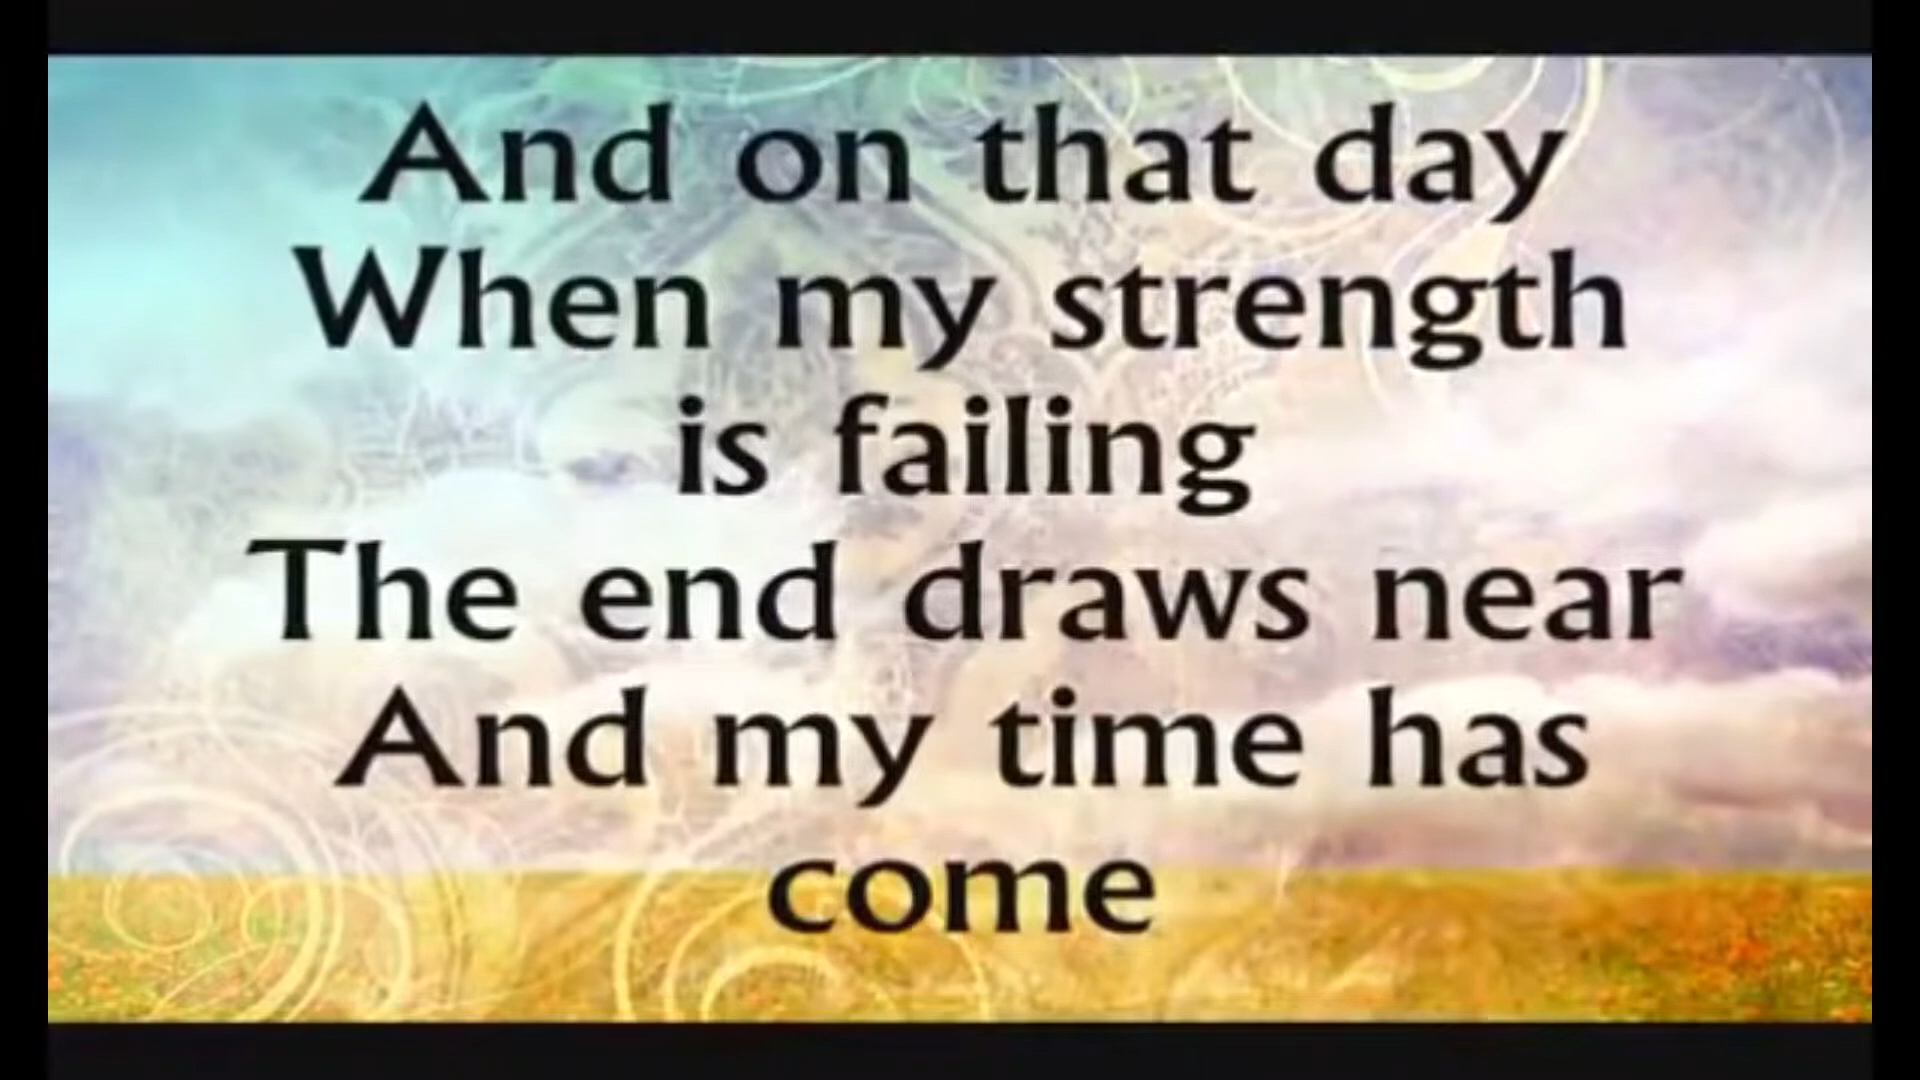 And on that day
When my strength
is failing
The end draws near
And my time has
come